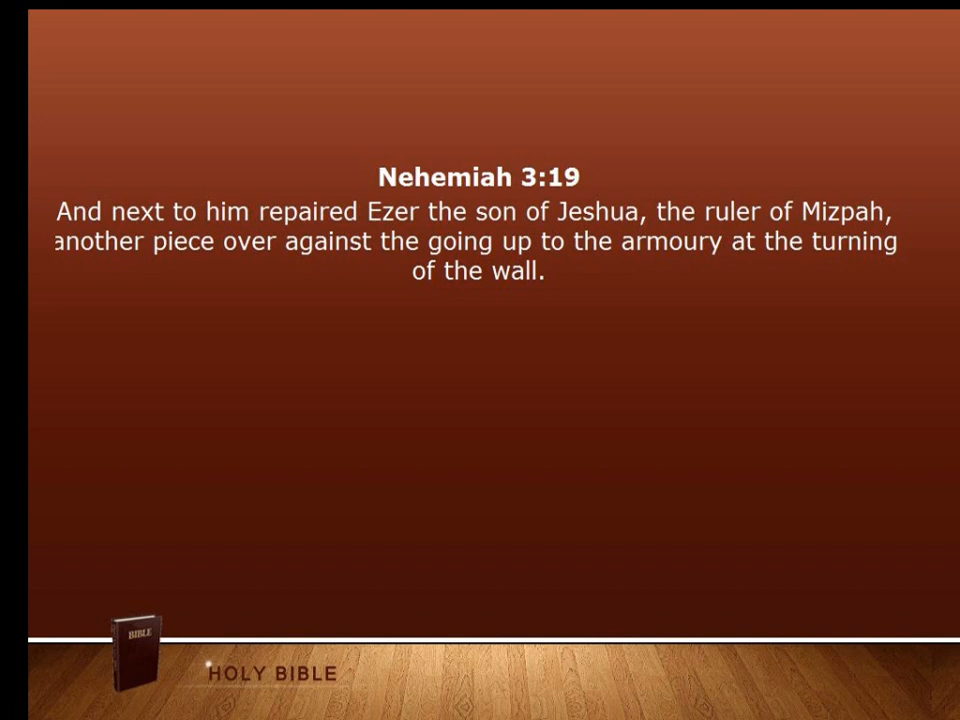 Nehemiah 3:19
And next to him repaired Ezer the son of Jeshua, the ruler of Mizpah,
another piece over against the going up to the armoury at the turning
of the wall.
BIBLE
HOLY BIBLE